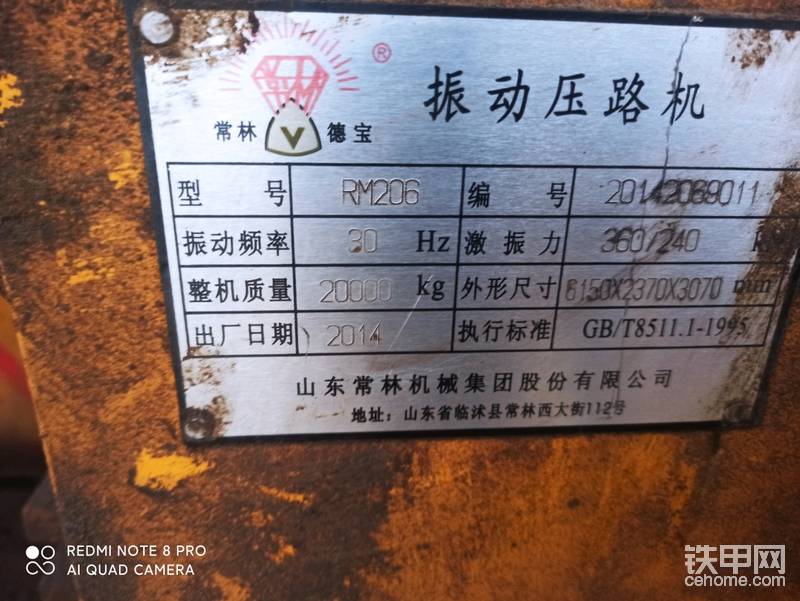 ®
振动压路机
常林 V 德宝
型号 RM206 编号 20142069011
振动频率 30 Hz 激振力 360/240 k
整机质量 20000 kg 外形尺寸 6150X2370X3070 mm
出厂日期 2014 执行标准 GB/T8511.1-1995
山东常林机械集团股份有限公司
地址：山东省临沭县常林西大街112号
REDMI NOTE 8 PRO
AI QUAD CAMERA
铁甲网
cehome.com